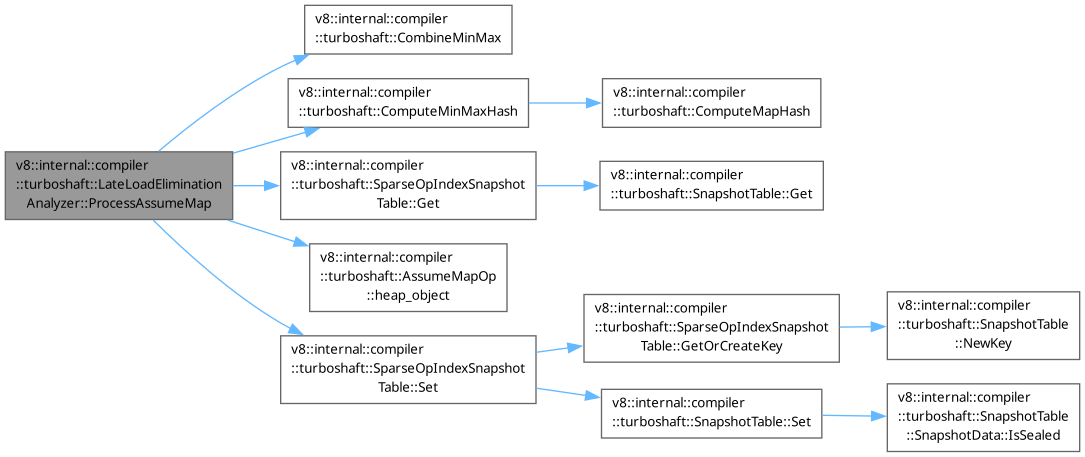 v8::internal::compiler
::turboshaft::CombineMinMax
v8::internal::compiler
::turboshaft::ComputeMinMaxHash
v8::internal::compiler
::turboshaft::ComputeMapHash
v8::internal::compiler
::turboshaft::LateLoadElimination
Analyzer::ProcessAssumeMap
v8::internal::compiler
::turboshaft::SparseOpIndexSnapshot
Table::Get
v8::internal::compiler
::turboshaft::SnapshotTable::Get
v8::internal::compiler
::turboshaft::AssumeMapOp
::heap_object
v8::internal::compiler
::turboshaft::SparseOpIndexSnapshot
Table::Set
v8::internal::compiler
::turboshaft::SparseOpIndexSnapshot
Table::GetOrCreateKey
v8::internal::compiler
::turboshaft::SnapshotTable
::NewKey
v8::internal::compiler
::turboshaft::SnapshotTable::Set
v8::internal::compiler
::turboshaft::SnapshotTable
::SnapshotData::IsSealed